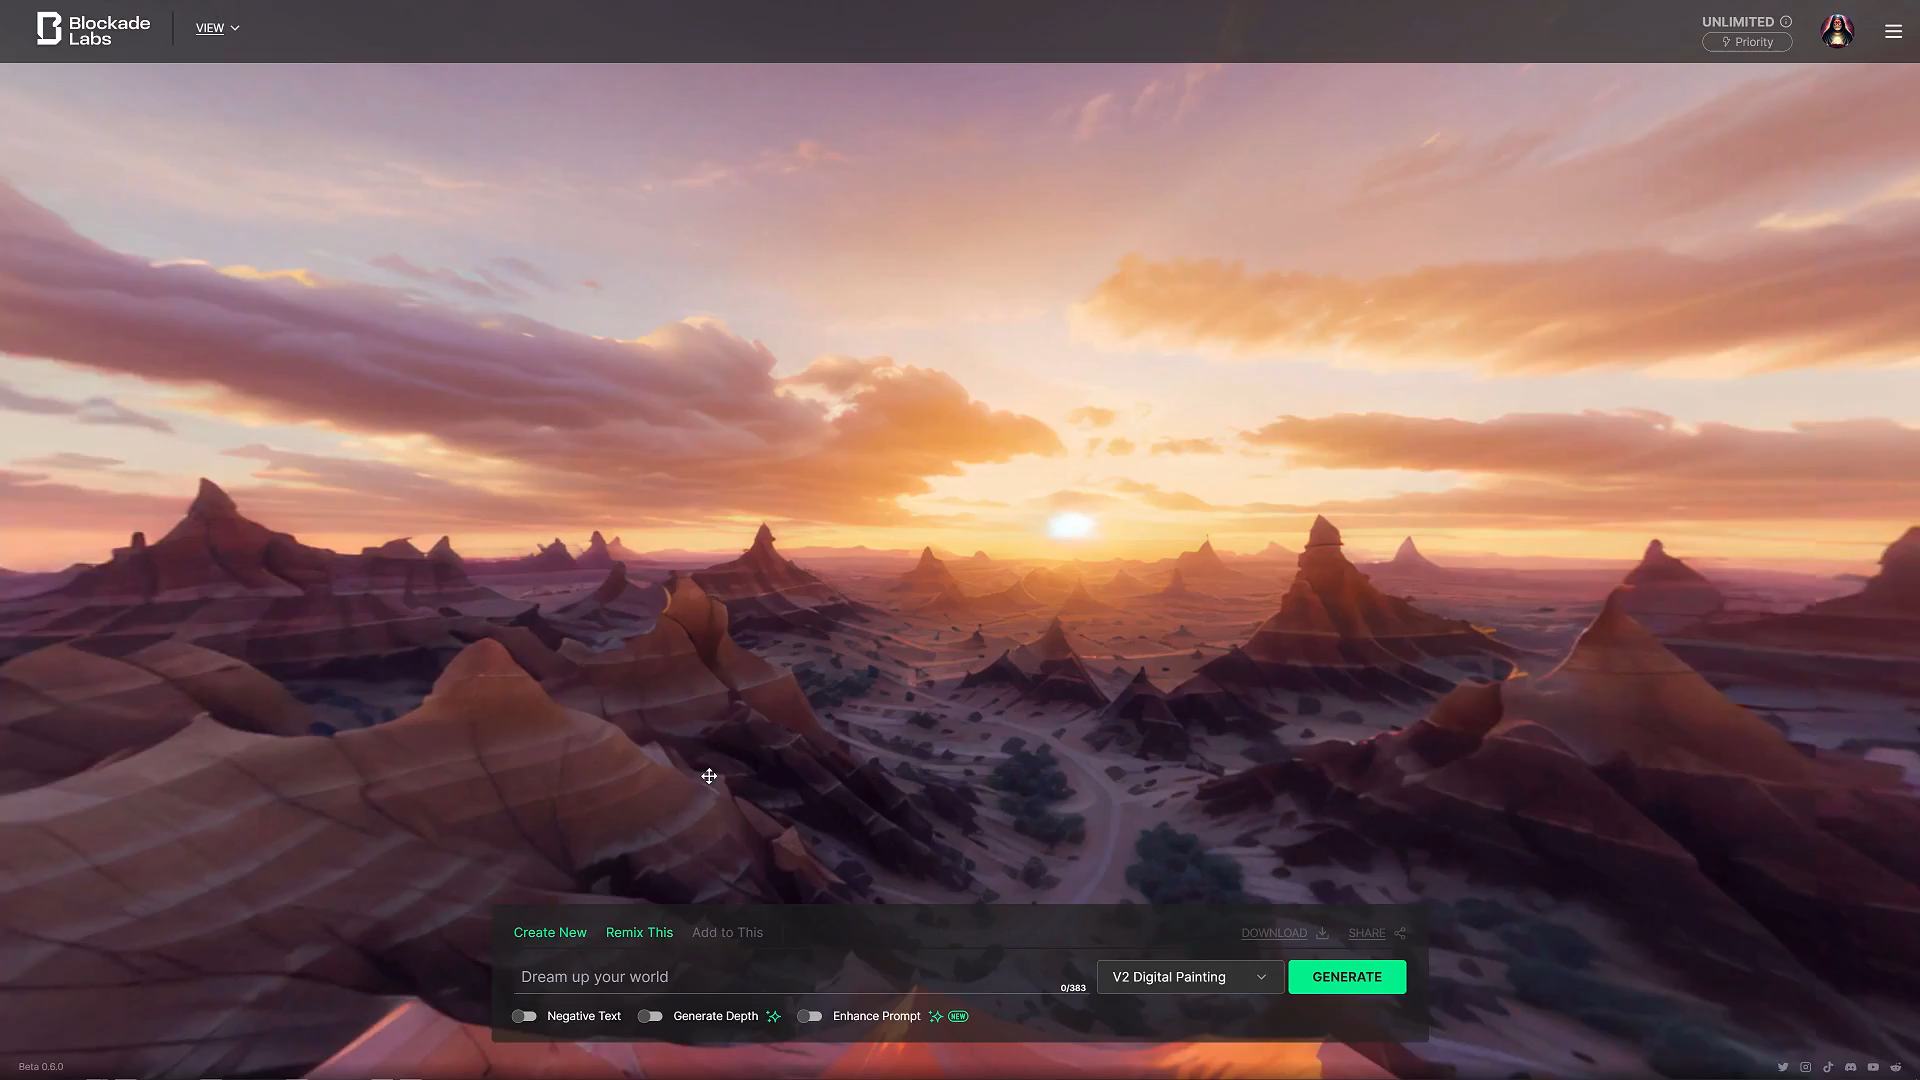 Blockade
Labs
VIEW
UNLIMITED
Priority
Create New
Remix This
Add to This
DOWNLOAD
SHARE
Dream up your world
0/383
V2 Digital Painting
GENERATE
Negative Text
Generate Depth
Enhance Prompt
NEW
Beta 0.6.0